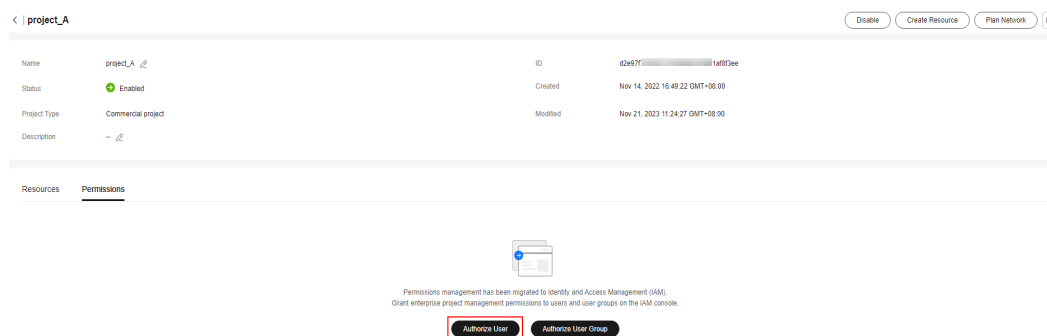 < | project_A
Disable Create Resource Plan Network
Name project_A
ID d2e97f 1af8f3ee
Status Enabled
Created Nov 14, 2022 16:49:22 GMT+08:00
Project Type Commercial project
Modified Nov 21, 2023 11:24:27 GMT+08:00
Description --
Resources Permissions
Permissions management has been migrated to Identity and Access Management (IAM).
Grant enterprise project management permissions to users and user groups on the IAM console.
Authorize User Authorize User Group